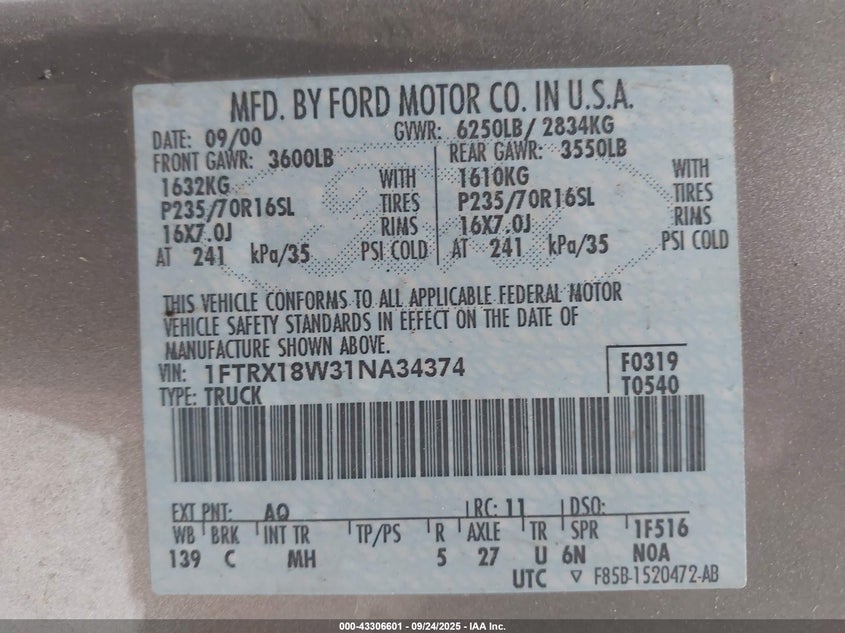 MFD. BY FORD MOTOR CO. IN U.S.A.
DATE: 09/00 GVWR: 6250LB/ 2834KG
FRONT GAWR: 3600LB REAR GAWR: 3550LB
1632KG WITH 1610KG WITH
P235/70R16SL TIRES P235/70R16SL TIRES
16X7.0J RIMS 16X7.0J RIMS
AT 241 kPa/35 PSI COLD AT 241 kPa/35 PSI COLD
THIS VEHICLE CONFORMS TO ALL APPLICABLE FEDERAL MOTOR
VEHICLE SAFETY STANDARDS IN EFFECT ON THE DATE OF
MANUFACTURE SHOWN ABOVE.
VIN: 1FTRX18W31NA34374 F0319
TYPE: TRUCK T0540
EXT PNT: AQ RC: 11 DSO:
WB BRK INT TR TP/PS R AXLE TR SPR 1F516
139 C MH 5 27 U 6N NOA
UTC ▽ F85B-1520472-AB
000-43306601 - 09/24/2025 - IAA Inc.